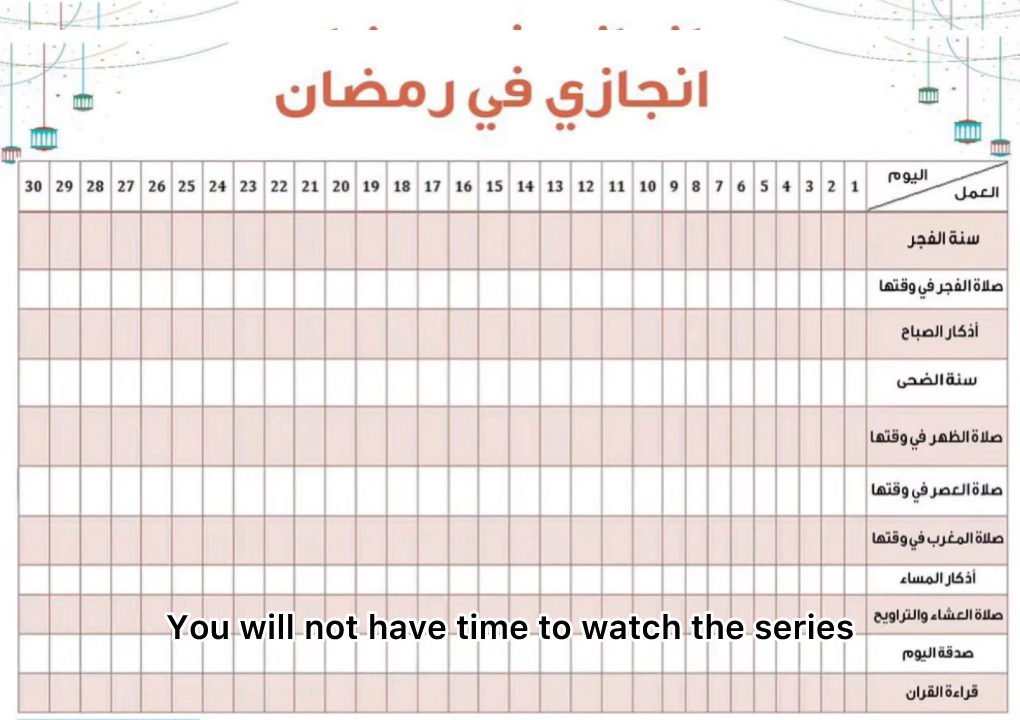 انجازي في رمضان
اليوم
العمل
1 2 3 4 5 6 7 8 9 10 11 12 13 14 15 16 17 18 19 20 21 22 23 24 25 26 27 28 29 30
سنة الفجر
صلاة الفجر في وقتها
أذكار الصباح
سنة الضحى
صلاة الظهر في وقتها
صلاة العصر في وقتها
صلاة المغرب في وقتها
أذكار المساء
صلاة العشاء والتراويح
You will not have time to watch the series
صدقة اليوم
قراءة القران